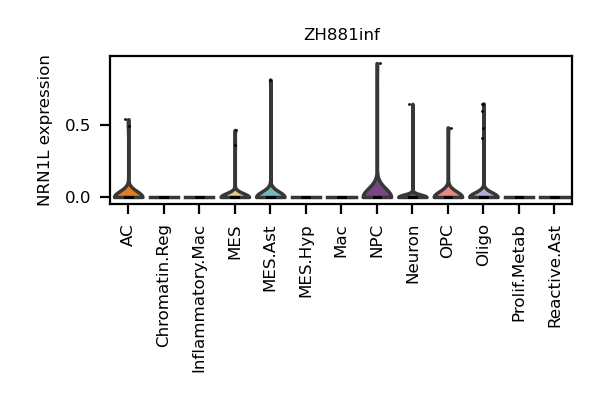 ZH881inf
NRN1L expression
0.5
0.0
AC
Chromatin.Reg
Inflammatory.Mac
MES
MES.Ast
MES.Hyp
Mac
NPC
Neuron
OPC
Oligo
Prolif.Metab
Reactive.Ast